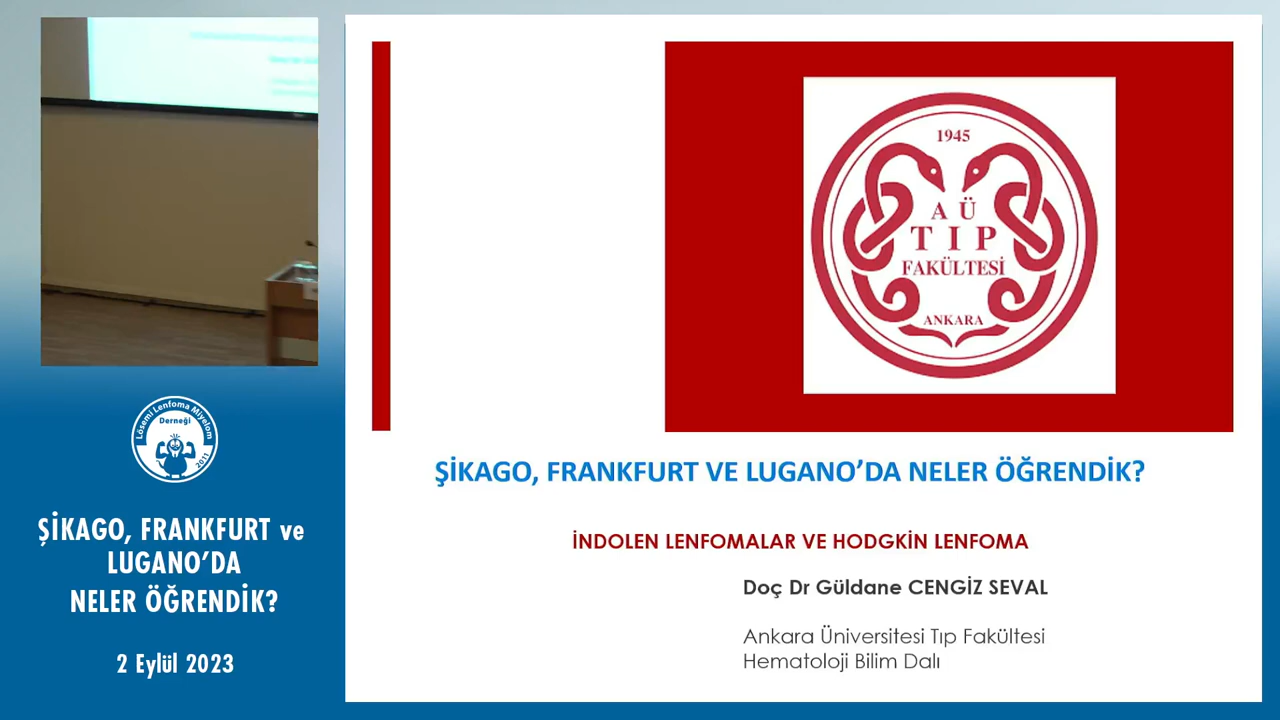 Lösemi Lenfoma Miyelom
Derneği
2011
ŞİKAGO, FRANKFURT ve
LUGANO’DA
NELER ÖĞRENDİK?
2 Eylül 2023
1945
A Ü
TIP
FAKÜLTESİ
ANKARA
ŞİKAGO, FRANKFURT VE LUGANO’DA NELER ÖĞRENDİK?
İNDOLEN LENFOMALAR VE HODGKİN LENFOMA
Doç Dr Güldane CENGİZ SEVAL
Ankara Üniversitesi Tıp Fakültesi
Hematoloji Bilim Dalı